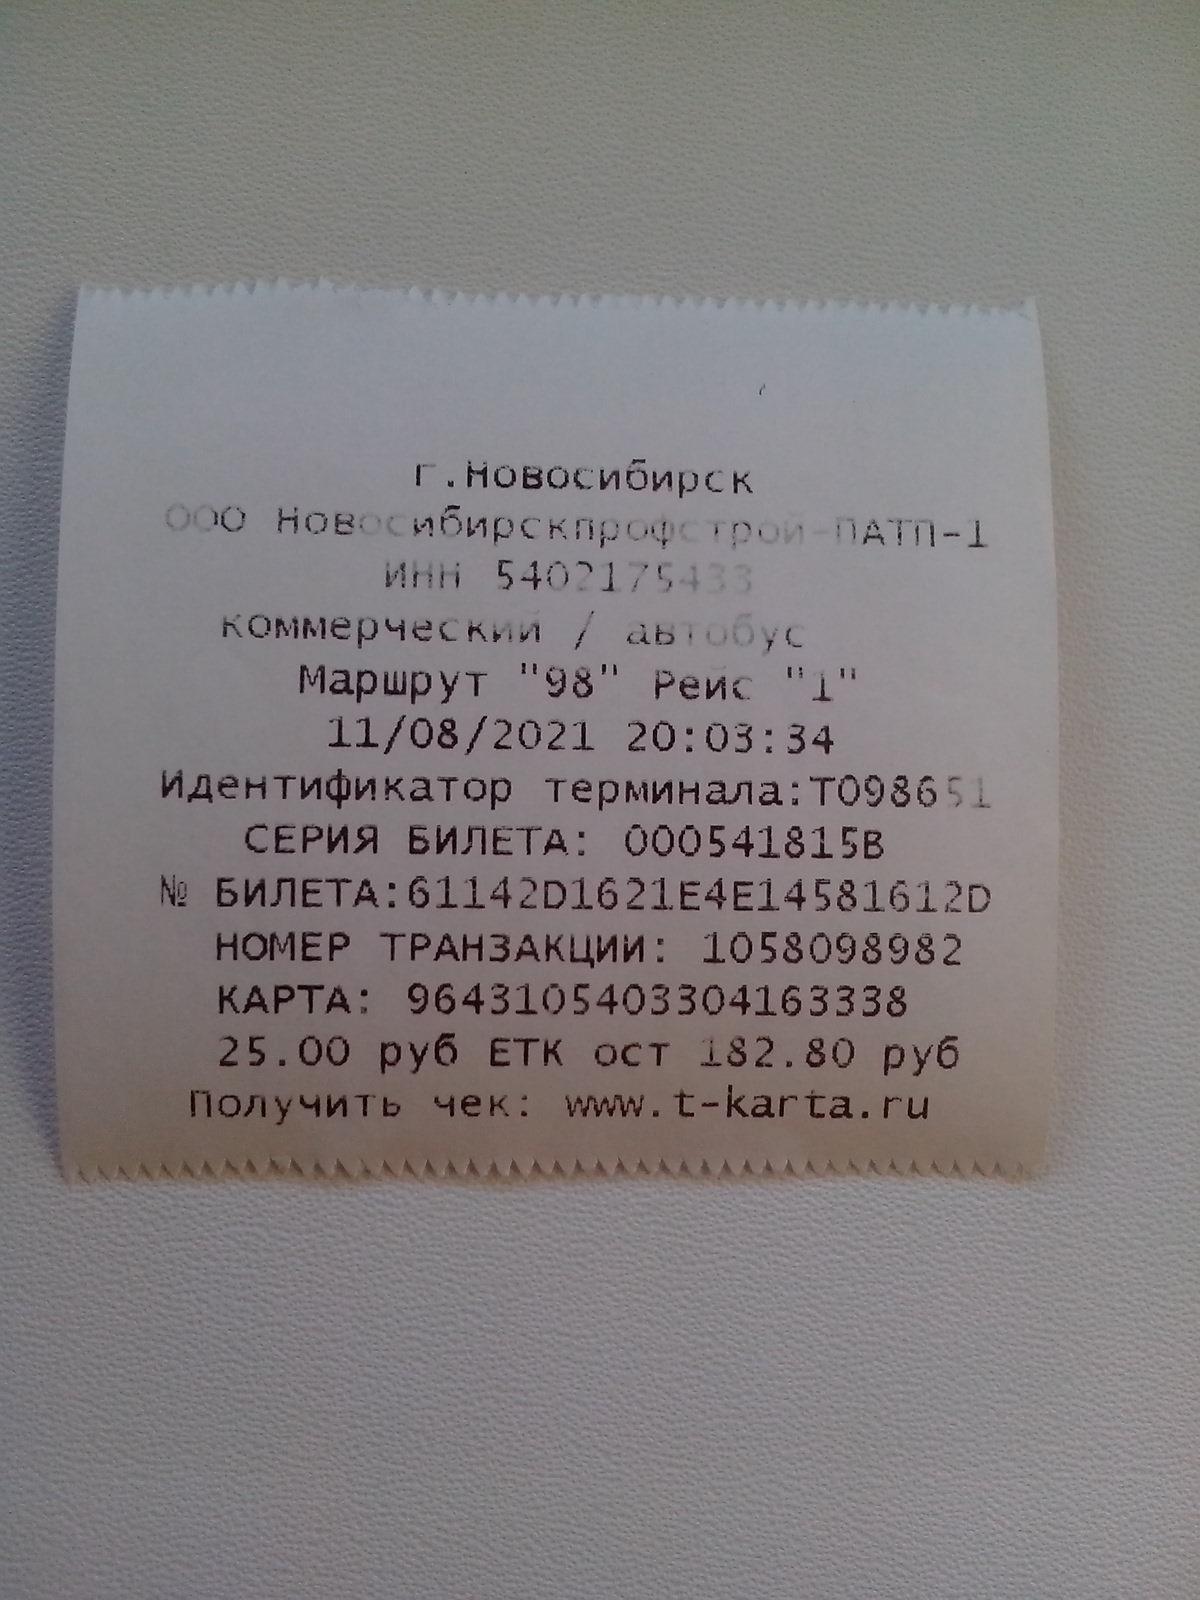 г.Новосибирск
ООО Новосибирскпрофстрой-ПАТП-1
ИНН 5402175433
коммерческий / автобус
Маршрут "98" Рейс "1"
11/08/2021 20:03:34
Идентификатор терминала:T098651
СЕРИЯ БИЛЕТА: 000541815B
№ БИЛЕТА:61142D1621E4E14581612D
НОМЕР ТРАНЗАКЦИИ: 1058098982
КАРТА: 9643105403304163338
25.00 руб ЕТК ост 182.80 руб
Получить чек: www.t-karta.ru